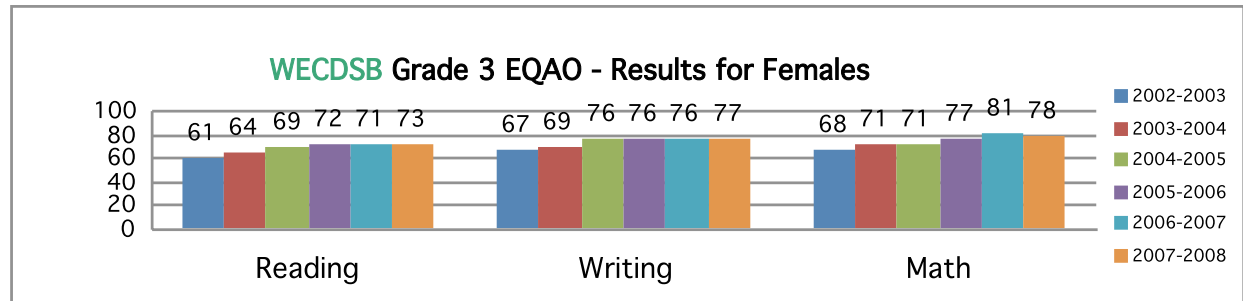 WECDSB Grade 3 EQAO - Results for Females
100
80
60
40
20
0
61 64 69 72 71 73
67 69 76 76 76 77
68 71 71 77 81 78
Reading Writing Math
2002-2003
2003-2004
2004-2005
2005-2006
2006-2007
2007-2008